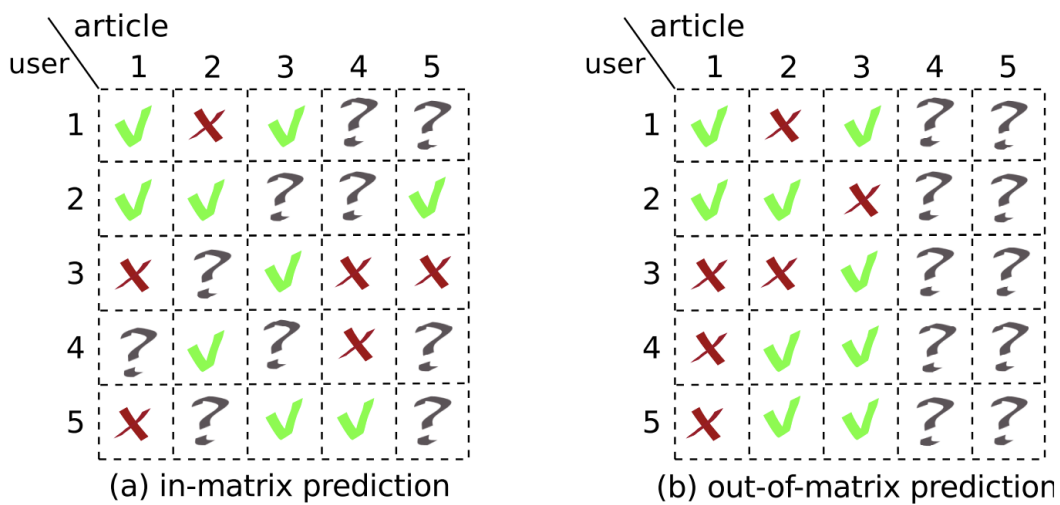 article
user 1 2 3 4 5
1 ✓ ✗ ✓ ? ?
2 ✓ ✓ ? ? ✓
3 ✗ ? ✓ ✗ ✗
4 ? ✓ ? ✗ ?
5 ✗ ? ✓ ✓ ?
(a) in-matrix prediction
article
user 1 2 3 4 5
1 ✓ ✗ ✓ ? ?
2 ✓ ✓ ✗ ? ?
3 ✗ ✗ ✓ ? ?
4 ✗ ✓ ✓ ? ?
5 ✗ ✓ ✓ ? ?
(b) out-of-matrix prediction